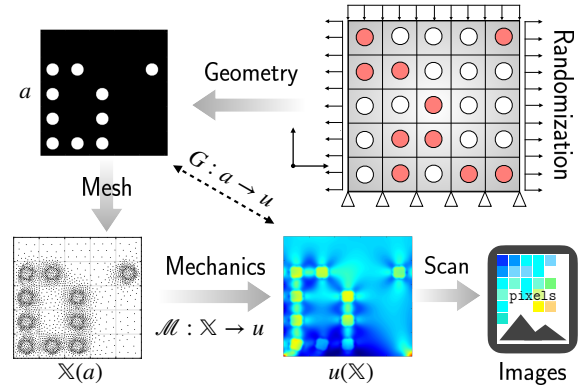 Geometry
Randomization
a
G : a → u
Mesh
Mechanics
ℳ : 𝕏 → u
Scan
pixels
𝕏(a)
u(𝕏)
Images